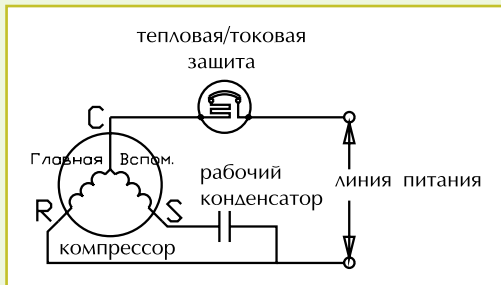 тепловая/токовая
защита
C
Главная Вспом.
рабочий
конденсатор
линия питания
R
S
компрессор